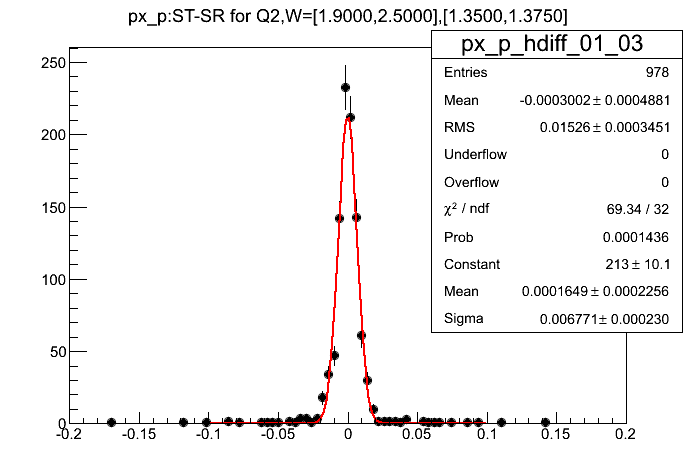 px_p:ST-SR for Q2,W=[1.9000,2.5000],[1.3500,1.3750]
px_p_hdiff_01_03
Entries 978
Mean -0.0003002 ± 0.0004881
RMS 0.01526 ± 0.0003451
Underflow 0
Overflow 0
χ² / ndf 69.34 / 32
Prob 0.0001436
Constant 213 ± 10.1
Mean 0.0001649 ± 0.0002256
Sigma 0.006771 ± 0.000230
250
200
150
100
50
0
-0.2 -0.15 -0.1 -0.05 0 0.05 0.1 0.15 0.2